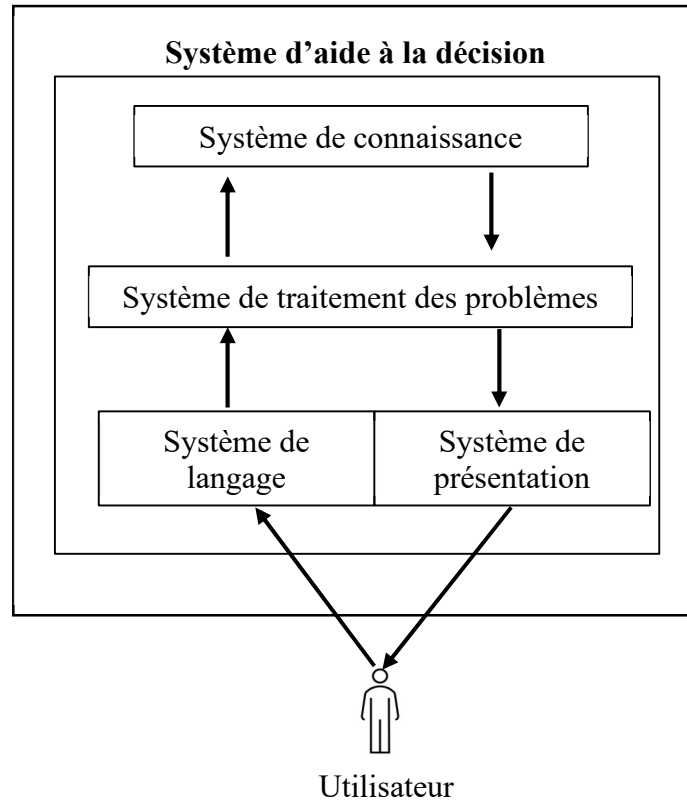 Système d’aide à la décision
Système de connaissance
Système de traitement des problèmes
Système de
langage
Système de
présentation
Utilisateur